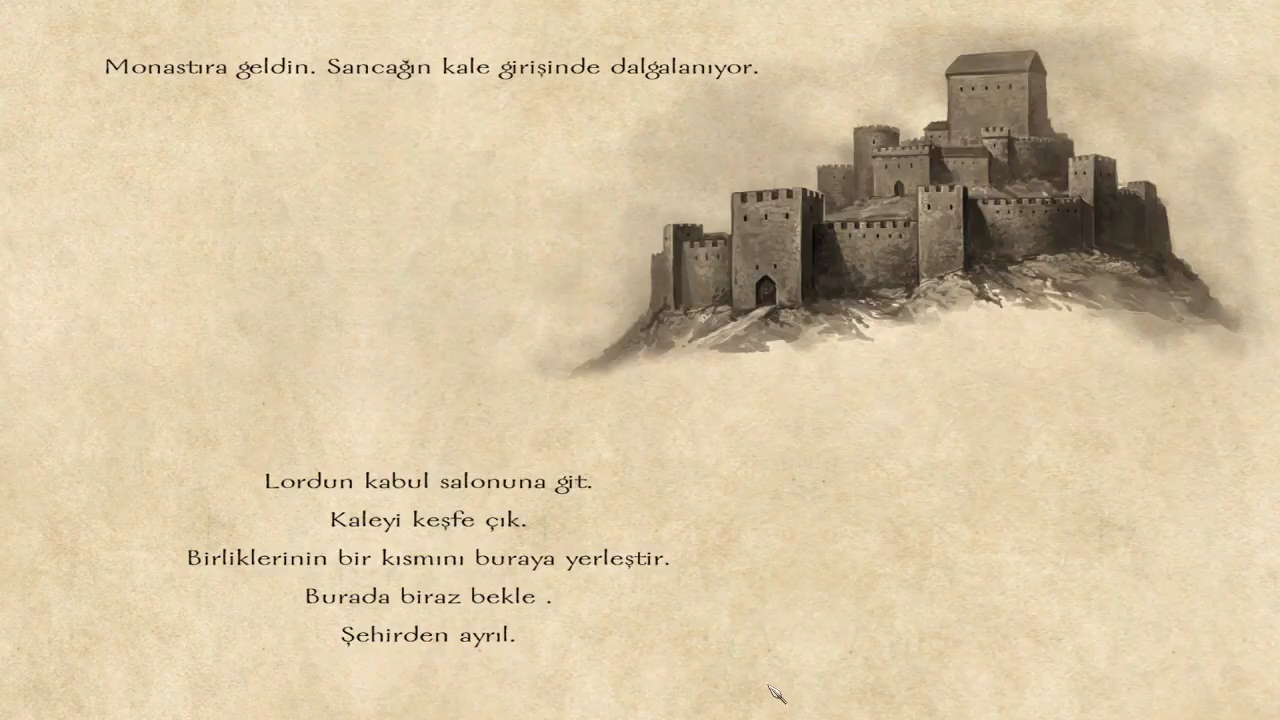 Monastıra geldin. Sancağın kale girişinde dalgalanıyor.
Lordun kabul salonuna git.
Kaleyi keşfe çık.
Birliklerinin bir kısmını buraya yerleştir.
Burada biraz bekle .
Şehirden ayrıl.